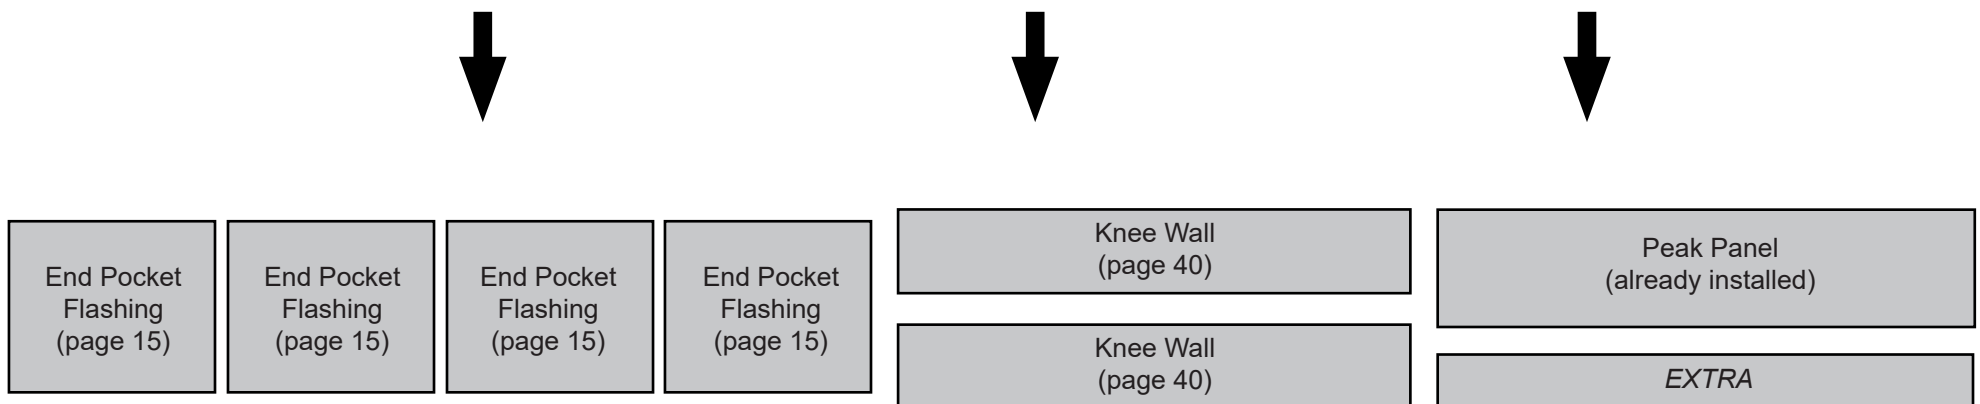 End Pocket
Flashing
(page 15)
End Pocket
Flashing
(page 15)
End Pocket
Flashing
(page 15)
End Pocket
Flashing
(page 15)
Knee Wall
(page 40)
Knee Wall
(page 40)
Peak Panel
(already installed)
EXTRA